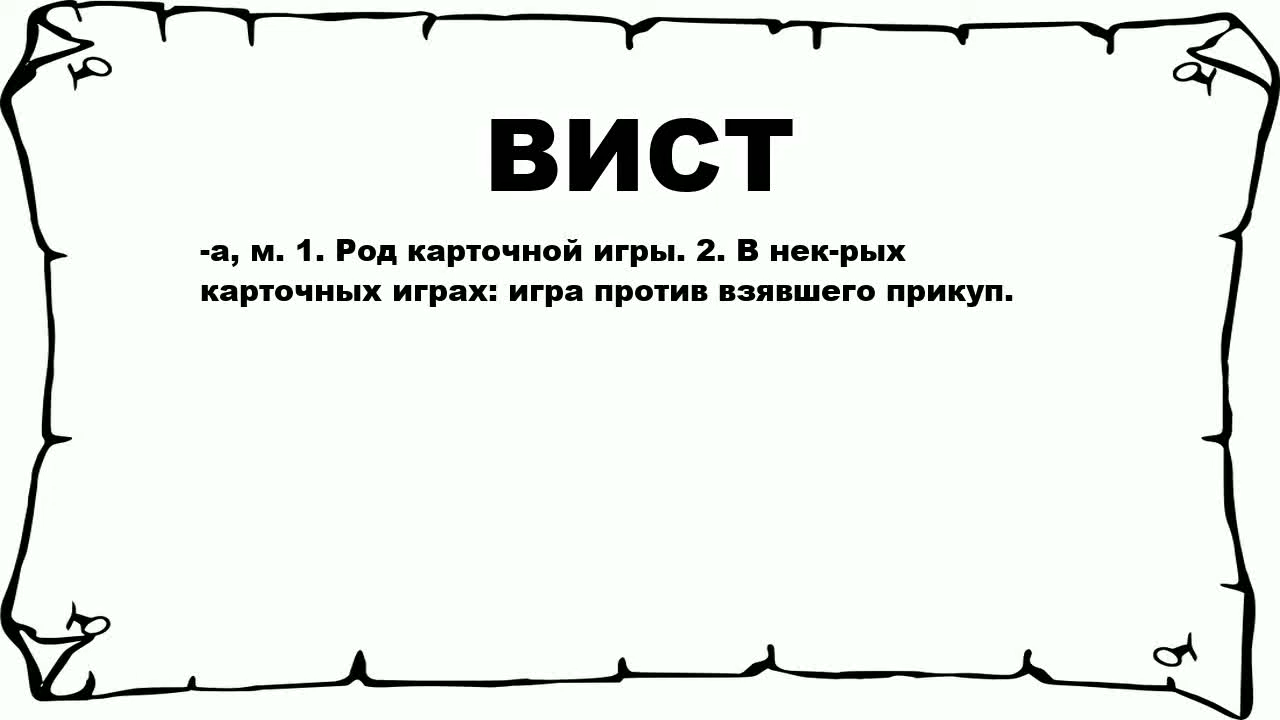 ВИСТ
-а, м. 1. Род карточной игры. 2. В нек-рых
карточных играх: игра против взявшего прикуп.